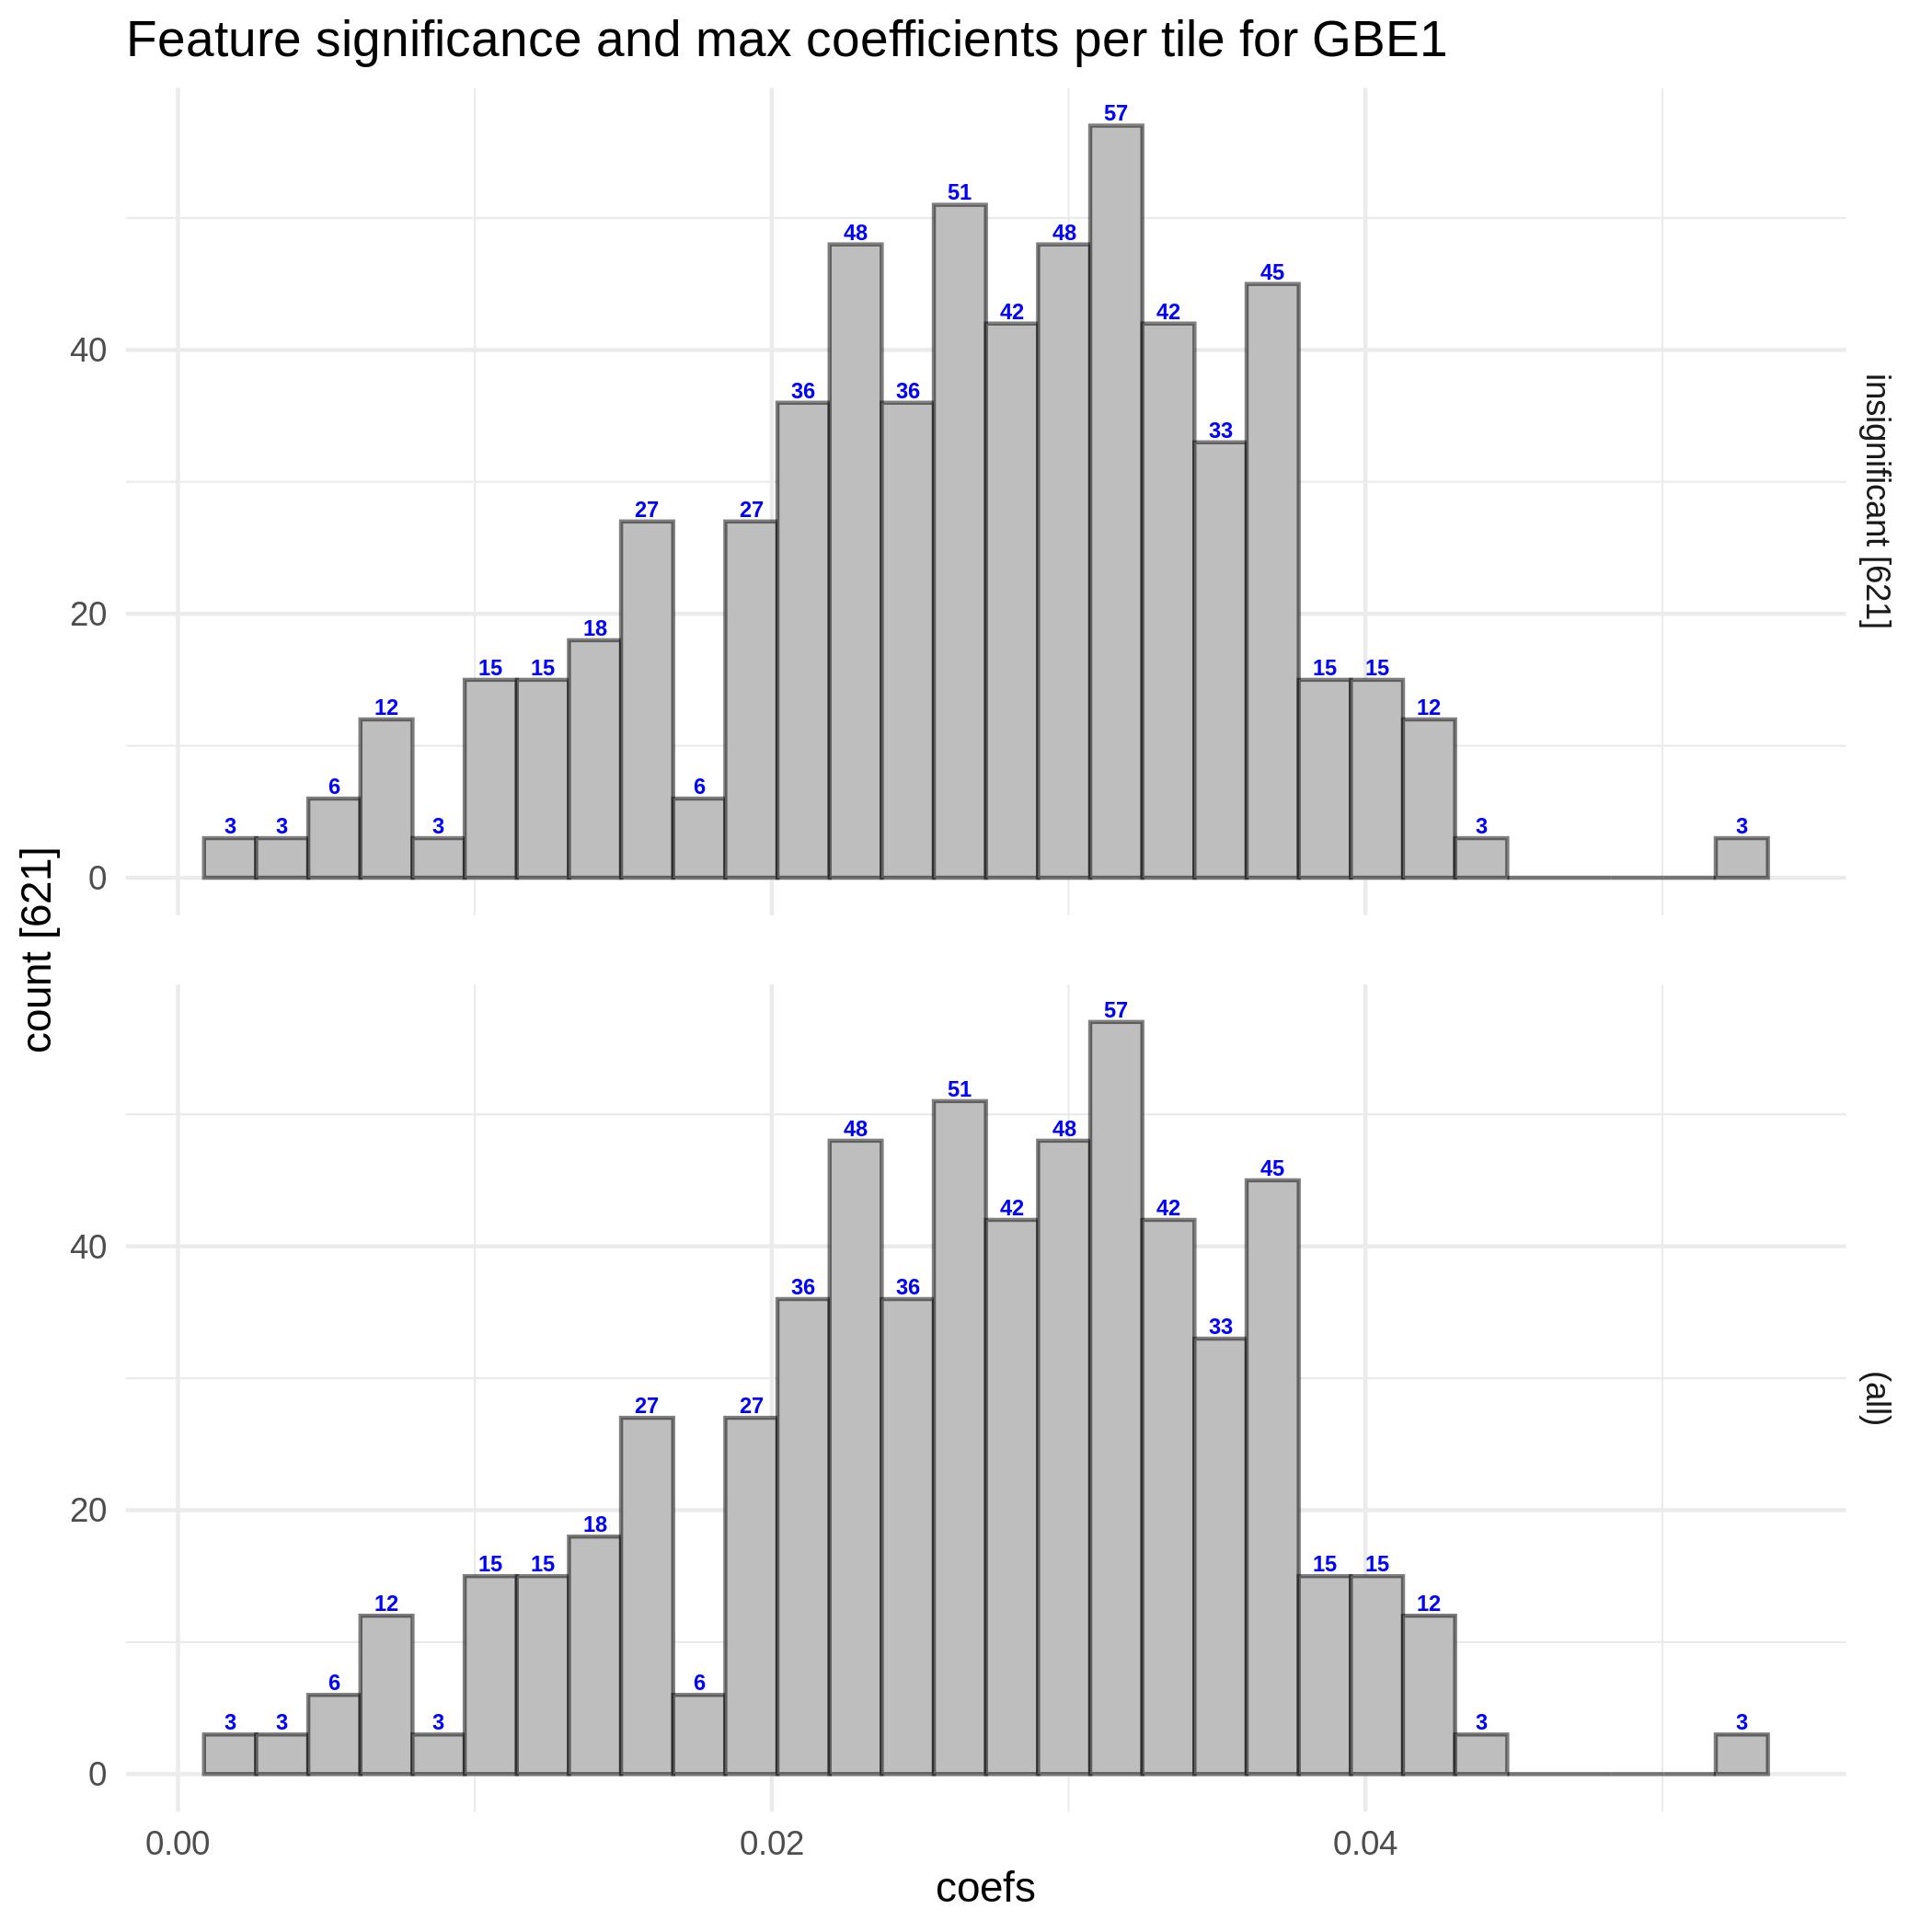 Feature significance and max coefficients per tile for GBE1
count [621]
40
20
0
3 3 6 12 3 15 15 18 27 6 27 36 48 36 51 42 48 57 42 33 45 15 15 12 3 3
insignificant [621]
40
20
0
3 3 6 12 3 15 15 18 27 6 27 36 48 36 51 42 48 57 42 33 45 15 15 12 3 3
(all)
0.00 0.02 0.04
coefs